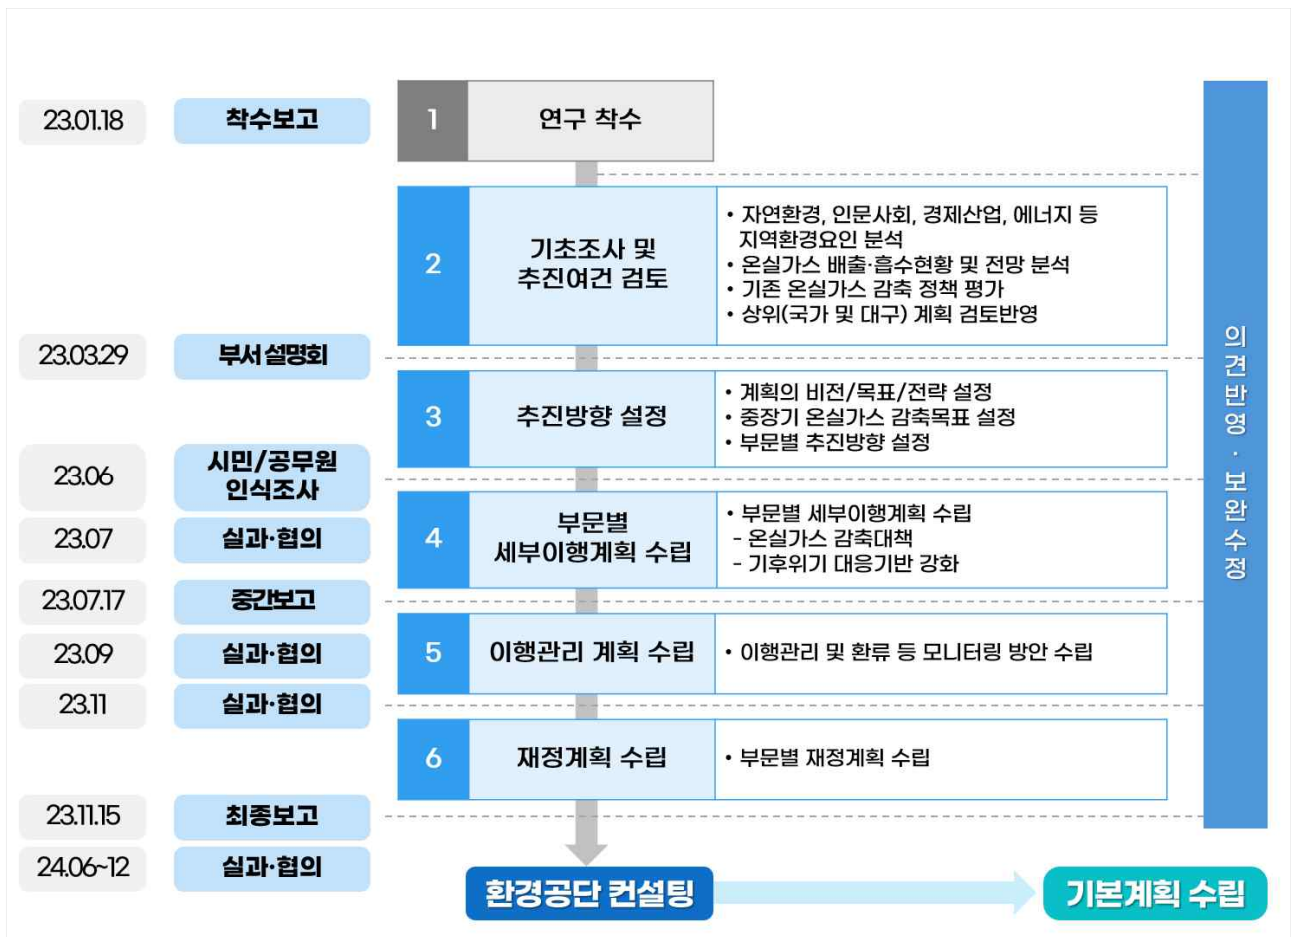 23.01.18
착수보고
1
연구 착수
2
기초조사 및
추진여건 검토
• 자연환경, 인문사회, 경제산업, 에너지 등
지역환경요인 분석
• 온실가스 배출·흡수현황 및 전망 분석
• 기존 온실가스 감축 정책 평가
• 상위(국가 및 대구) 계획 검토반영
23.03.29
부서 설명회
3
추진방향 설정
• 계획의 비전/목표/전략 설정
• 중장기 온실가스 감축목표 설정
• 부문별 추진방향 설정
23.06
시민/공무원
인식조사
23.07
실과·협의
4
부문별
세부이행계획 수립
• 부문별 세부이행계획 수립
- 온실가스 감축대책
- 기후위기 대응기반 강화
23.07.17
중간보고
23.09
실과·협의
5
이행관리 계획 수립
• 이행관리 및 환류 등 모니터링 방안 수립
23.11
실과·협의
6
재정계획 수립
• 부문별 재정계획 수립
23.11.15
최종보고
24.06~12
실과·협의
의견반영·보완수정
환경공단 컨설팅
기본계획 수립